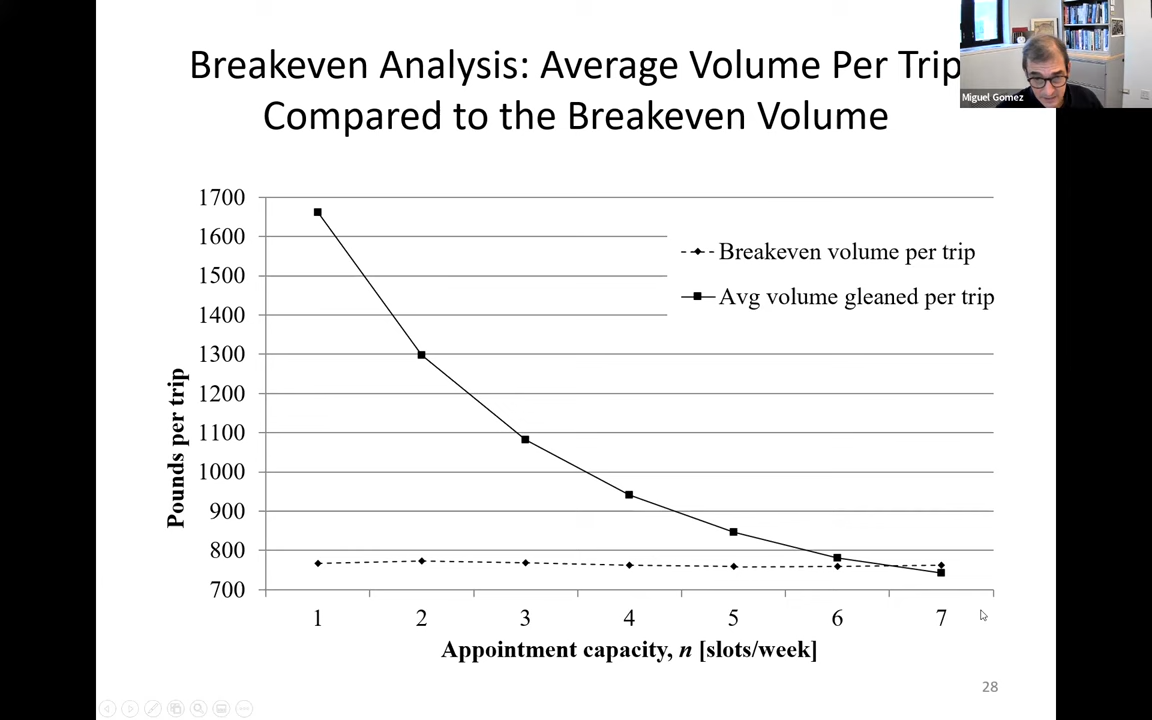 Breakeven Analysis: Average Volume Per Trip
Compared to the Breakeven Volume
Miguel Gomez
1700
1600
1500
1400
1300
1200
1100
1000
900
800
700
Pounds per trip
Breakeven volume per trip
Avg volume gleaned per trip
1 2 3 4 5 6 7
Appointment capacity, n [slots/week]
28